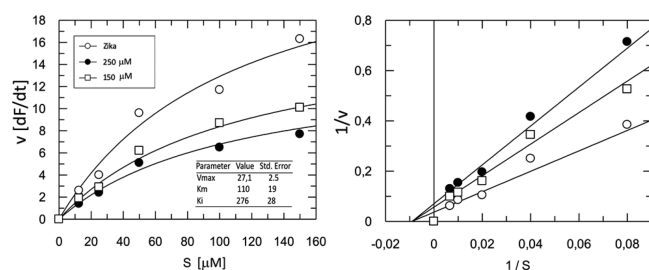 18
16
14
12
10
8
6
4
2
0
v [dF/dt]
Zika
250 μM
150 μM
Parameter Value Std. Error
Vmax 27,1 2.5
Km 110 19
Ki 276 28
0 20 40 60 80 100 120 140 160
S [μM]
0,8
0,6
0,4
0,2
0
1/v
-0,02 0 0,02 0,04 0,06 0,08 0,1
1/S